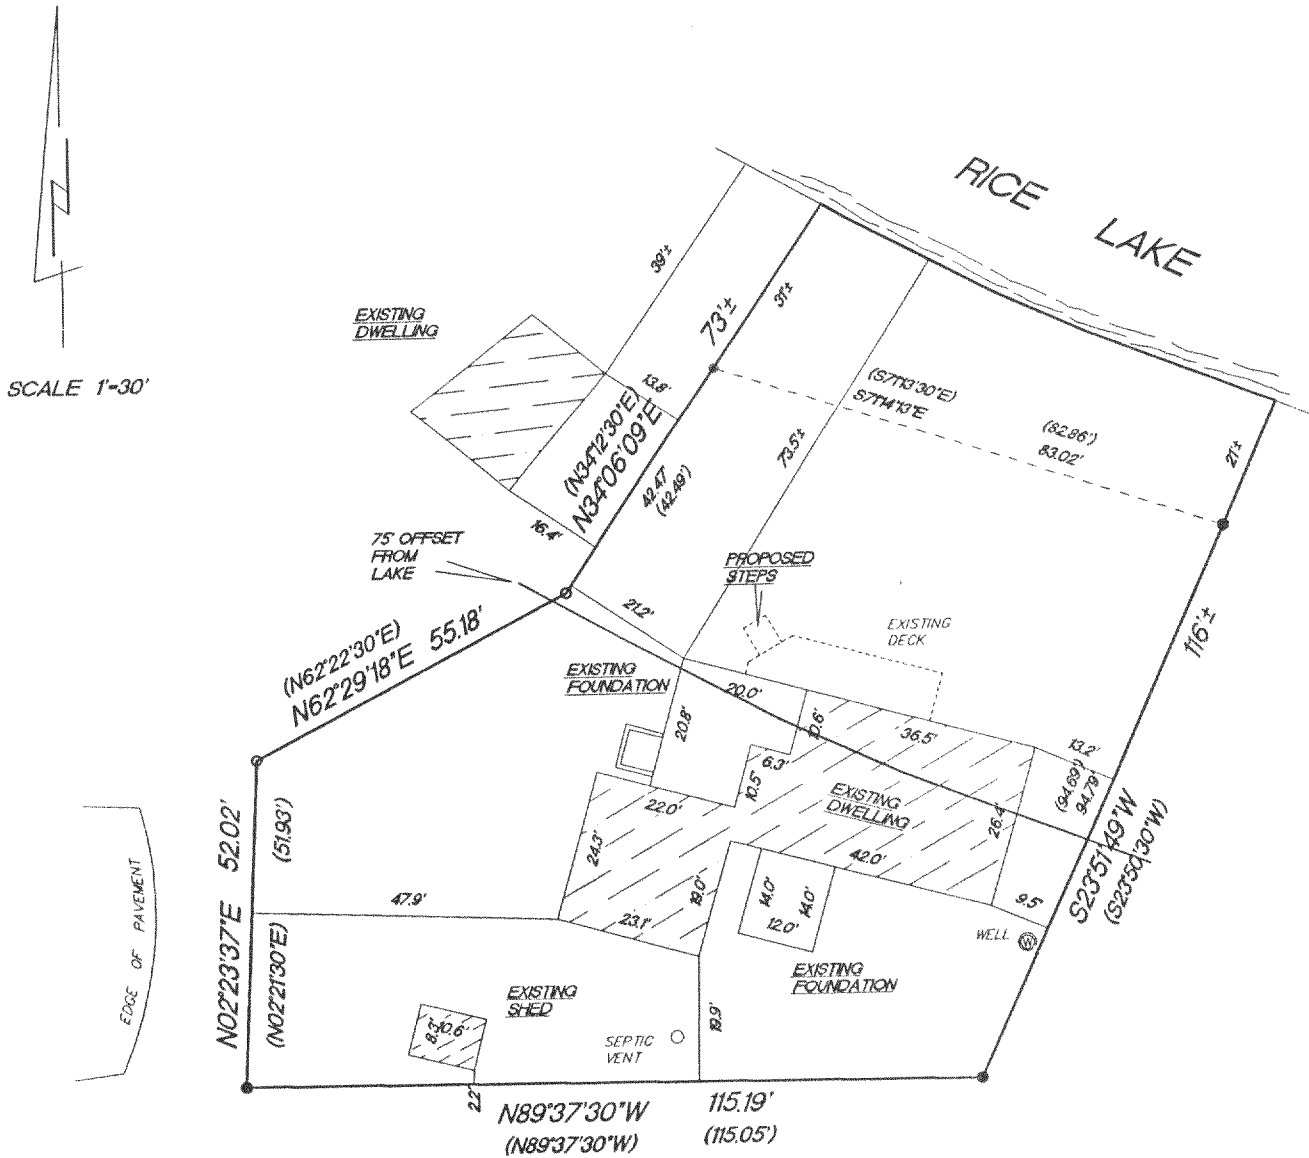 RICE LAKE
SCALE 1'=30'
EXISTING
DWELLING
39'±
73'±
31'±
13.8'
(N34°12'30"E)
N34°06'09"E
42.47
(42.49')
16.4'
(S71°13'30"E)
S71°14'13"E
(82.86')
83.02'
73.5'±
21'±
116'±
75' OFFSET
FROM
LAKE
21.2'
PROPOSED
STEPS
EXISTING
DECK
(N62°22'30"E)
N62°29'18"E 55.18'
EXISTING
FOUNDATION
20.0'
20.8'
10.6'
36.5'
6.3'
10.5'
22.0'
13.2'
(94.69')
94.79'
EXISTING
DWELLING
26.4'
24.3'
42.0'
19.0'
23.1'
14.0'
14.0'
12.0'
9.5'
S23°51'49"W
(S23°50'30"W)
WELL
W
N02°23'37"E 52.02'
(51.93')
(N02°21'30"E)
EDGE OF PAVEMENT
47.9'
EXISTING
FOUNDATION
EXISTING
SHED
8.3'
10.6'
SEPTIC
VENT
19.9'
2.2'
N89°37'30"W 115.19'
(N89°37'30"W) (115.05')